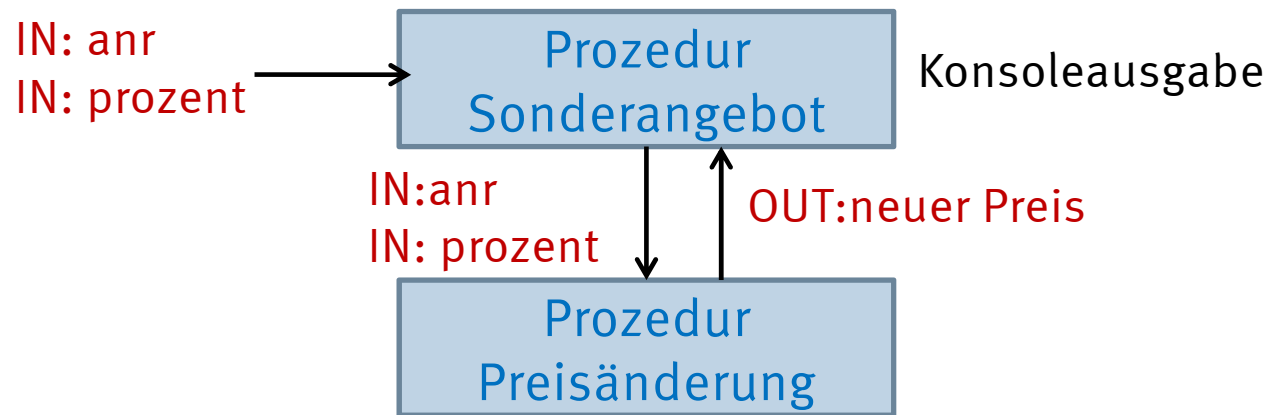 IN: anr
IN: prozent
Prozedur
Sonderangebot
Konsoleausgabe
IN:anr
IN: prozent
OUT:neuer Preis
Prozedur
Preisänderung